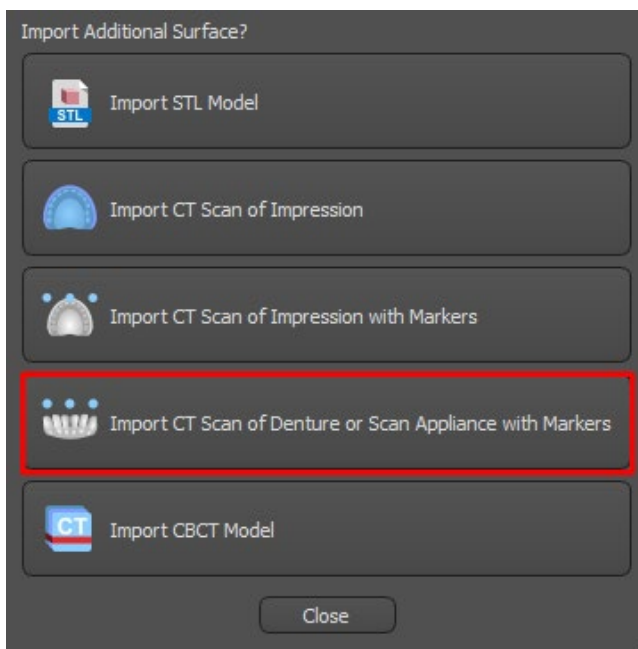 Import Additional Surface?
STL
Import STL Model
Import CT Scan of Impression
Import CT Scan of Impression with Markers
Import CT Scan of Denture or Scan Appliance with Markers
CT
Import CBCT Model
Close